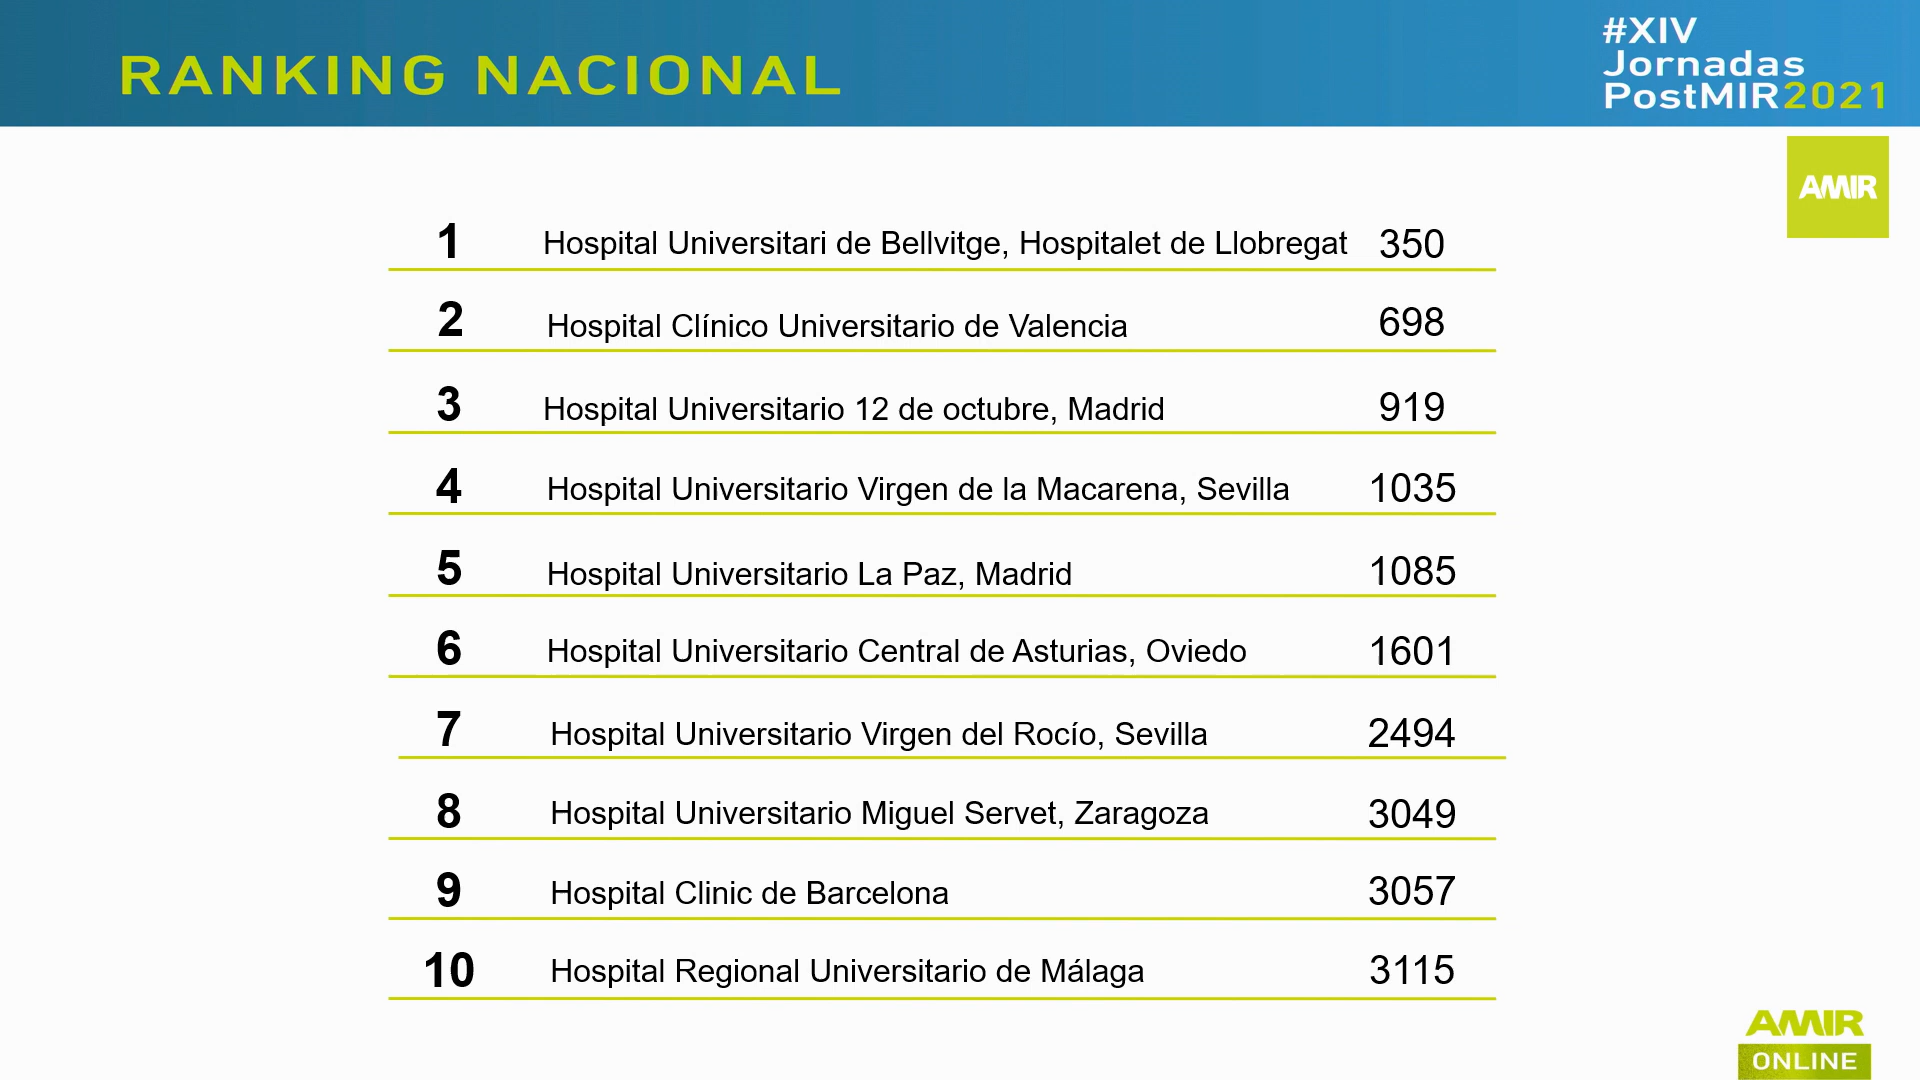 RANKING NACIONAL
#XIV
Jornadas
PostMIR2021
AMIR
1 Hospital Universitari de Bellvitge, Hospitalet de Llobregat 350
2 Hospital Clínico Universitario de Valencia 698
3 Hospital Universitario 12 de octubre, Madrid 919
4 Hospital Universitario Virgen de la Macarena, Sevilla 1035
5 Hospital Universitario La Paz, Madrid 1085
6 Hospital Universitario Central de Asturias, Oviedo 1601
7 Hospital Universitario Virgen del Rocío, Sevilla 2494
8 Hospital Universitario Miguel Servet, Zaragoza 3049
9 Hospital Clinic de Barcelona 3057
10 Hospital Regional Universitario de Málaga 3115
AMIR
ONLINE